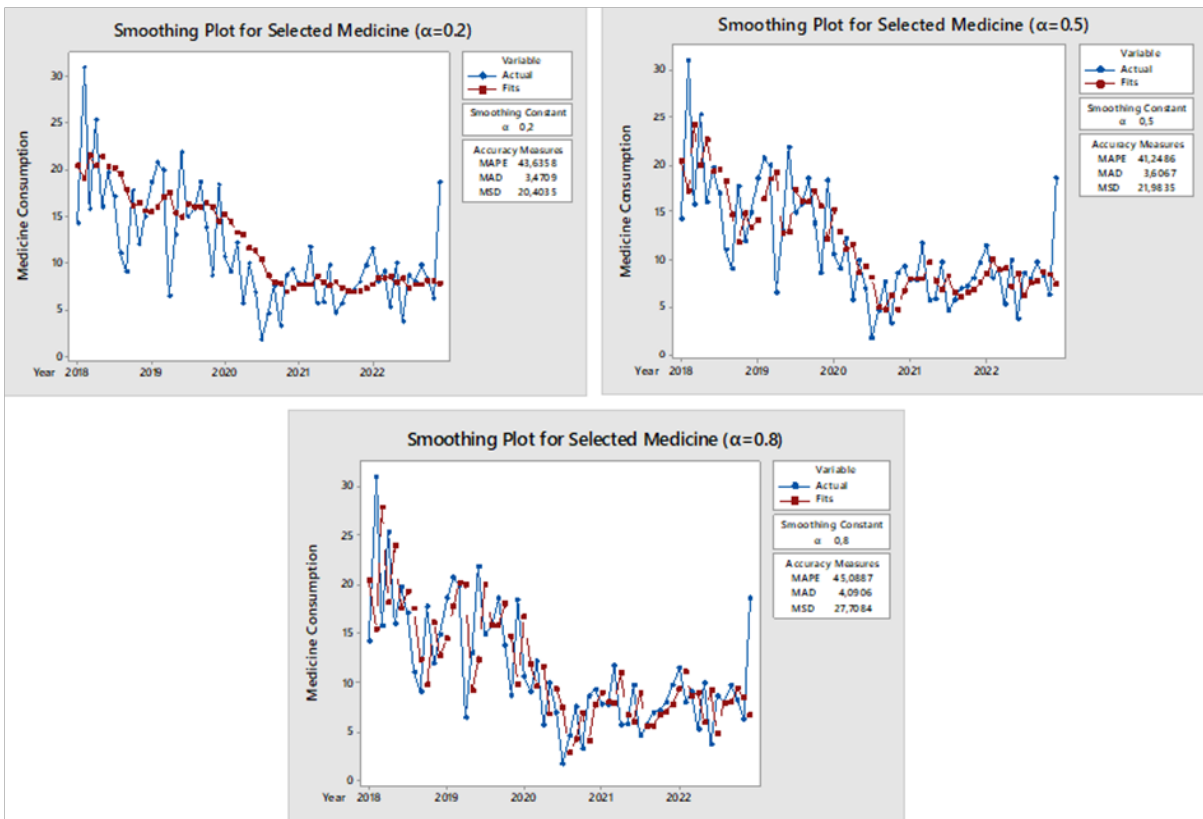 Smoothing Plot for Selected Medicine (α=0.2)
Variable
Actual
Fits
Smoothing Constant
α 0,2
Accuracy Measures
MAPE 43,6358
MAD 3,4709
MSD 20,4035
Medicine Consumption
30
25
20
15
10
5
0
Year 2018 2019 2020 2021 2022
Smoothing Plot for Selected Medicine (α=0.5)
Variable
Actual
Fits
Smoothing Constant
α 0,5
Accuracy Measures
MAPE 41,2486
MAD 3,6067
MSD 21,9835
Medicine Consumption
30
25
20
15
10
5
0
Year 2018 2019 2020 2021 2022
Smoothing Plot for Selected Medicine (α=0.8)
Variable
Actual
Fits
Smoothing Constant
α 0,8
Accuracy Measures
MAPE 45,0887
MAD 4,0906
MSD 27,7084
Medicine Consumption
30
25
20
15
10
5
0
Year 2018 2019 2020 2021 2022